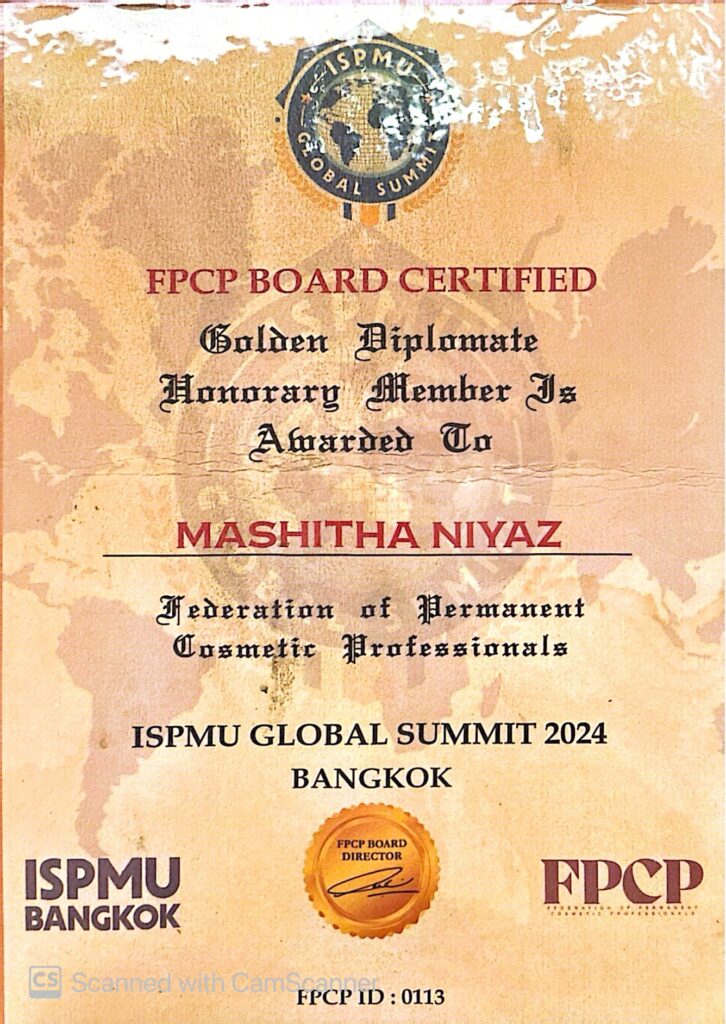 ISPMU
GLOBAL SUMMIT
FPCP BOARD CERTIFIED
Golden Diplomate
Honorary Member Is
Awarded To
MASHITHA NIYAZ
Federation of Permanent
Cosmetic Professionals
ISPMU GLOBAL SUMMIT 2024
BANGKOK
FPCP BOARD
DIRECTOR
ISPMU
BANGKOK
FPCP
FEDERATION OF PERMANENT
COSMETIC PROFESSIONALS
CS Scanned with CamScanner
FPCP ID : 0113